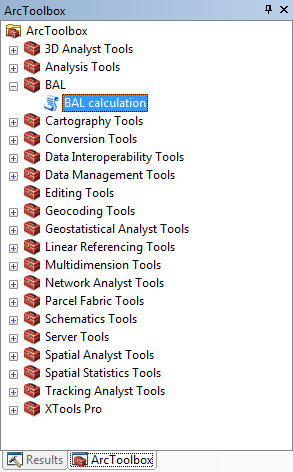 ArcToolbox
ArcToolbox
3D Analyst Tools
Analysis Tools
BAL
BAL calculation
Cartography Tools
Conversion Tools
Data Interoperability Tools
Data Management Tools
Editing Tools
Geocoding Tools
Geostatistical Analyst Tools
Linear Referencing Tools
Multidimension Tools
Network Analyst Tools
Parcel Fabric Tools
Schematics Tools
Server Tools
Spatial Analyst Tools
Spatial Statistics Tools
Tracking Analyst Tools
XTools Pro
Results ArcToolbox